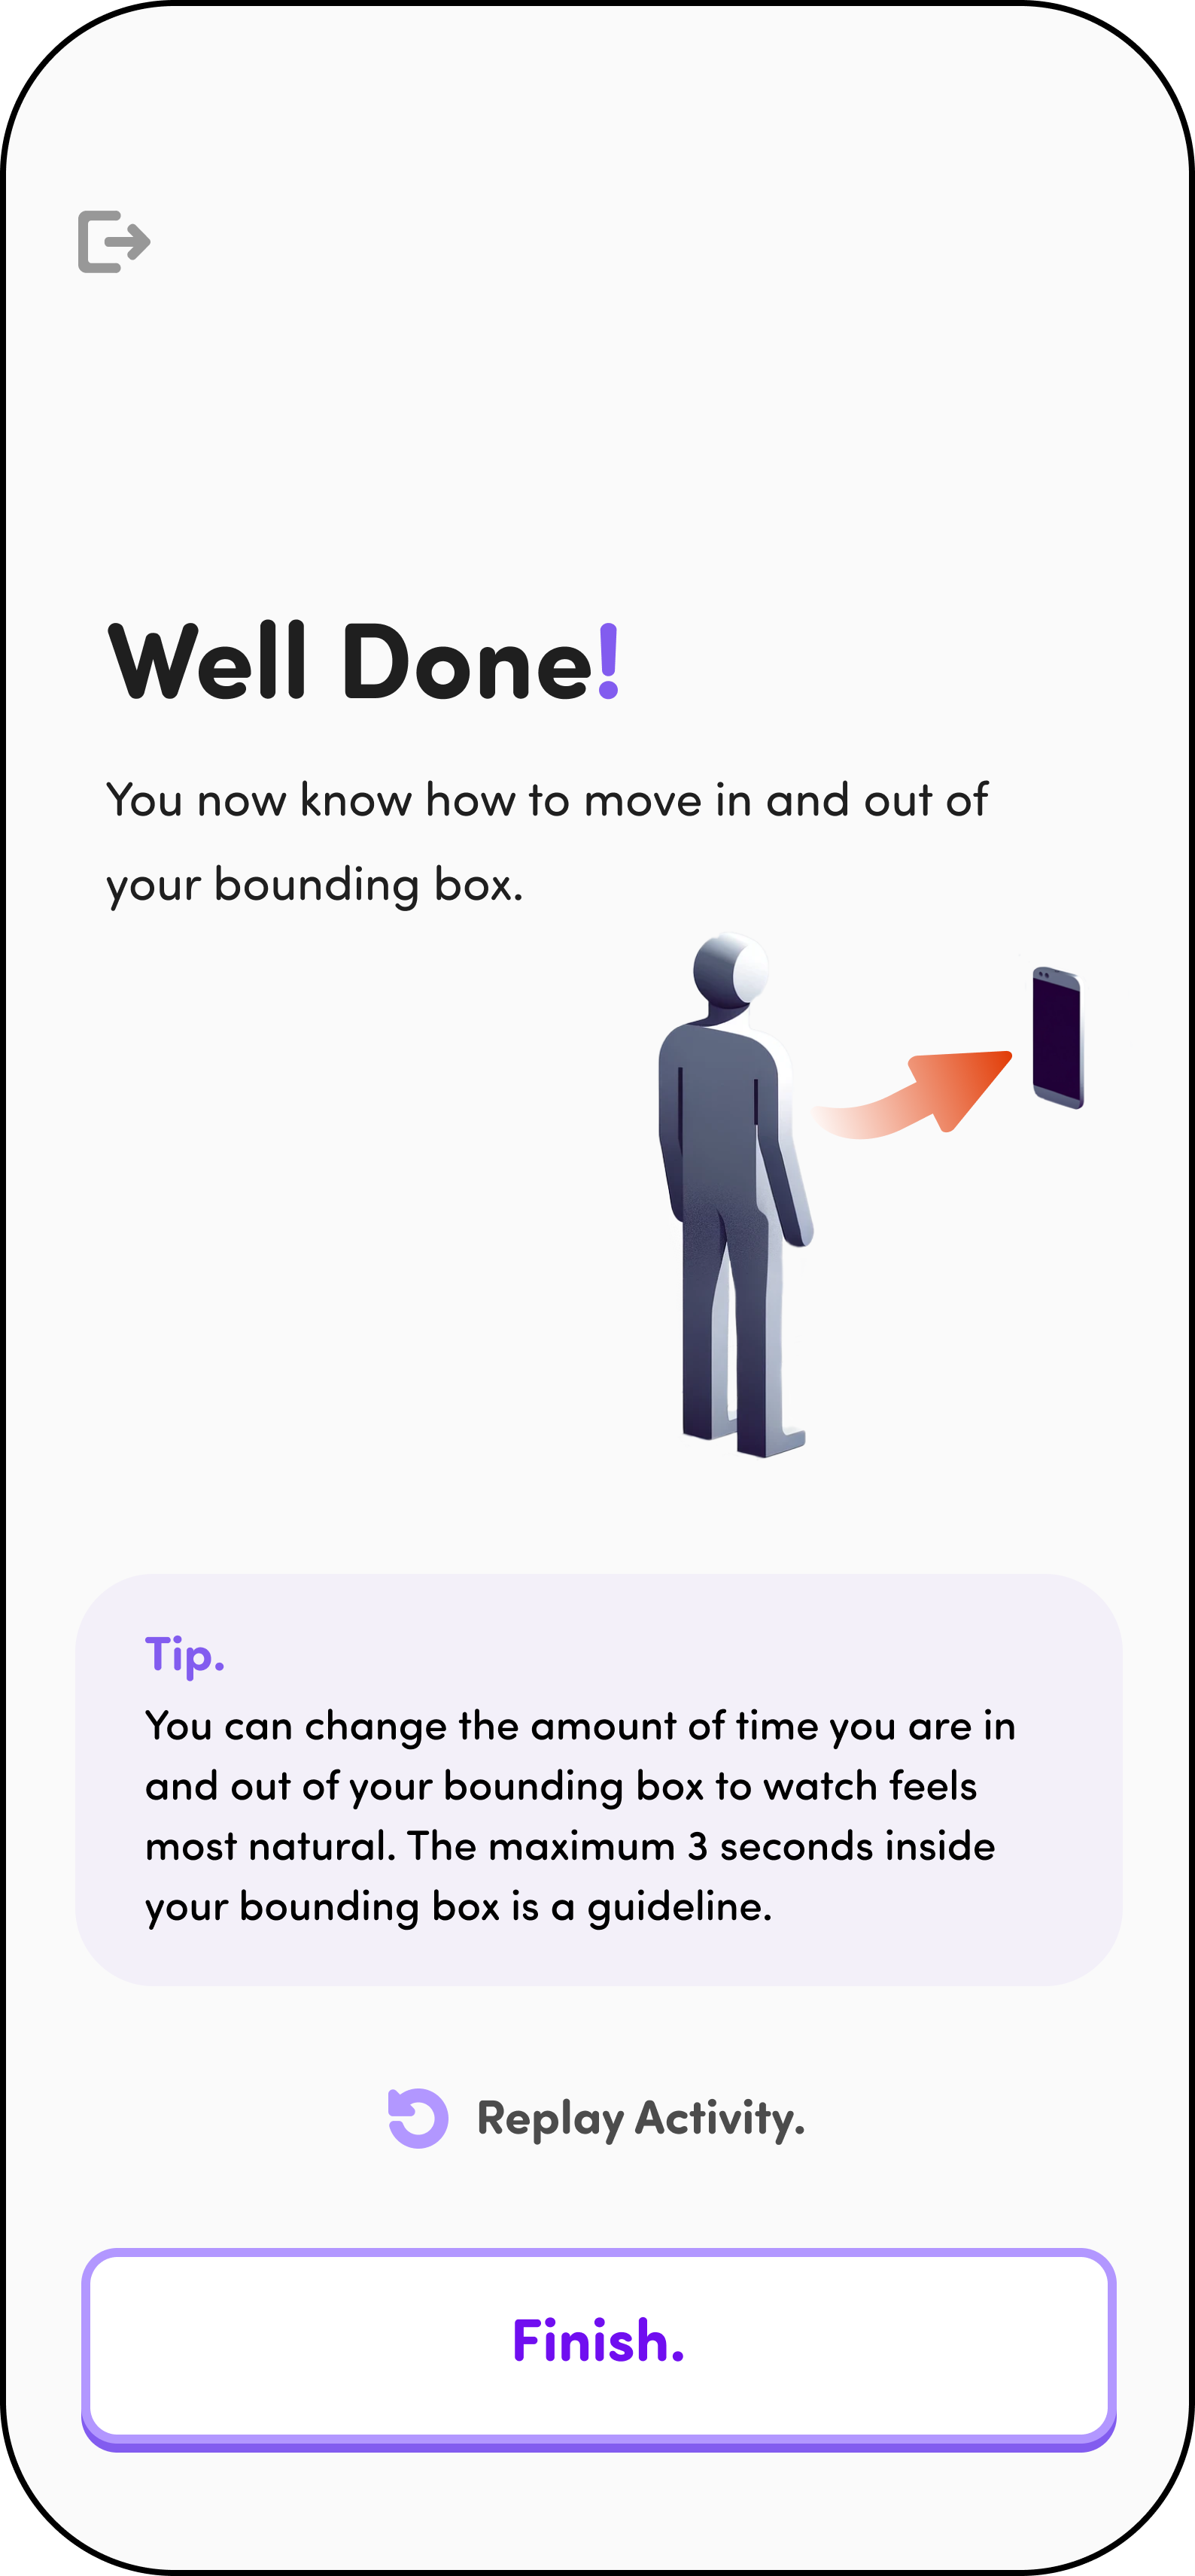 Well Done!
You now know how to move in and out of
your bounding box.
Tip.
You can change the amount of time you are in
and out of your bounding box to watch feels
most natural. The maximum 3 seconds inside
your bounding box is a guideline.
Replay Activity.
Finish.